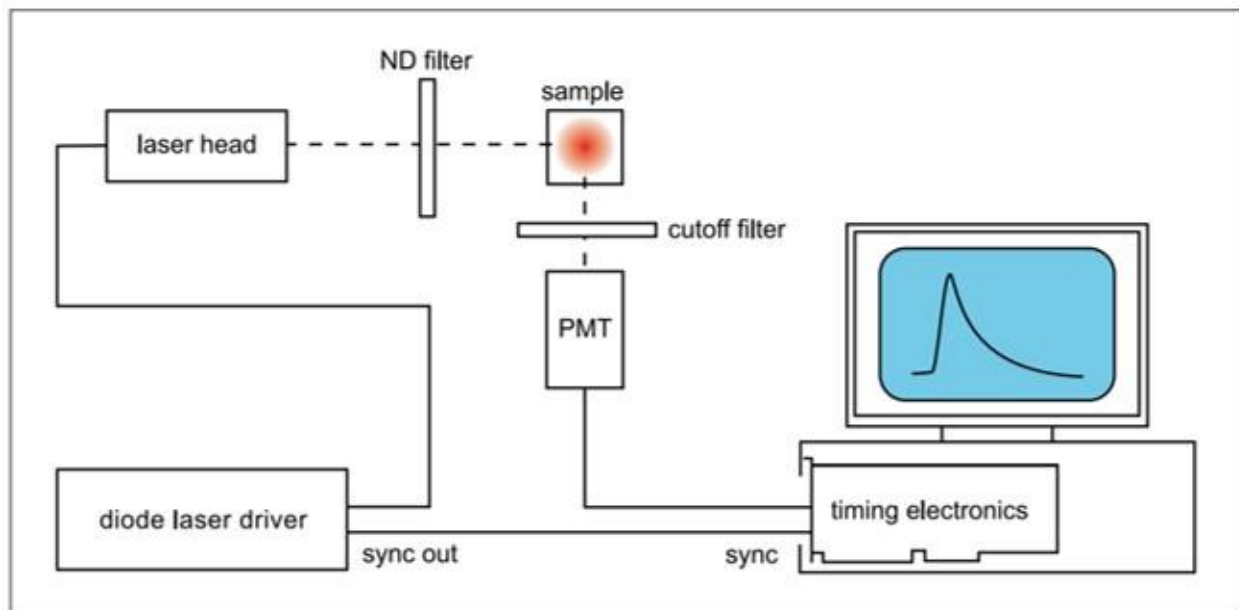 ND filter
sample
laser head
cutoff filter
PMT
diode laser driver
timing electronics
sync out
sync